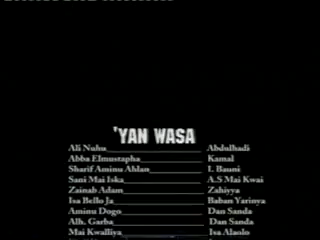 'YAN WASA
Ali Nuhu Abdulhadi
Abba Elmustapha Kamal
Sharif Aminu Ahlan I. Bauni
Sani Mai Iska A.S Mai Kwai
Zainab Adam Zahiyya
Isa Bello Ja Baban Yarinya
Aminu Dogo Dan Sanda
Alh. Garba Dan Sanda
Mai Kwalliya Isa Alaolo